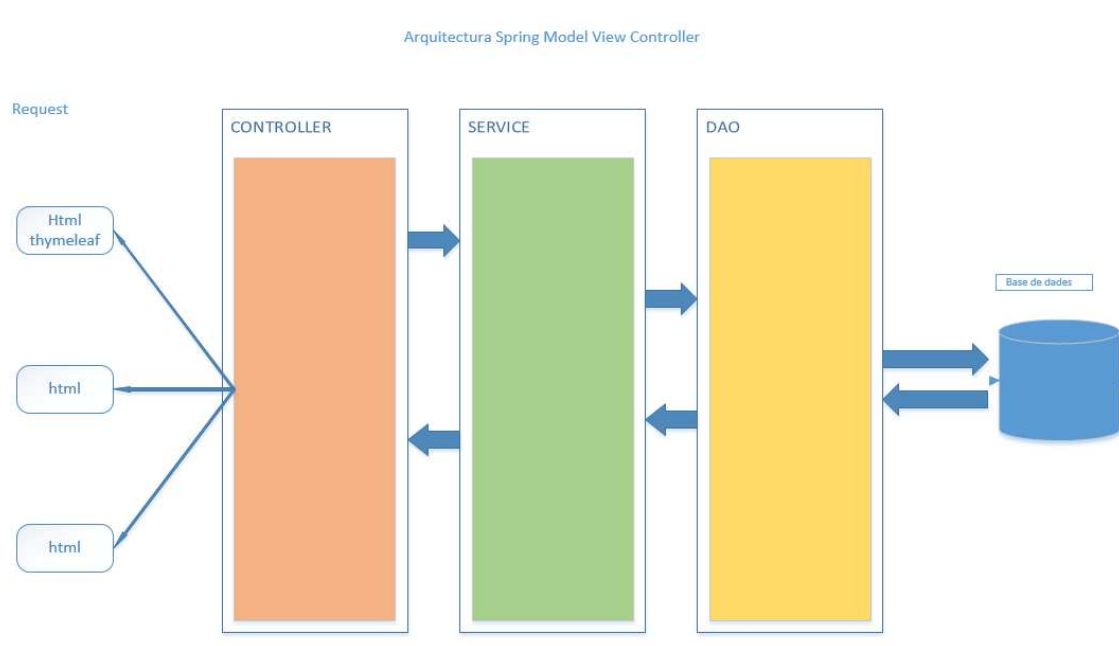 Arquitectura Spring Model View Controller
Request
CONTROLLER
SERVICE
DAO
Html
thymeleaf
Base de dades
html
html